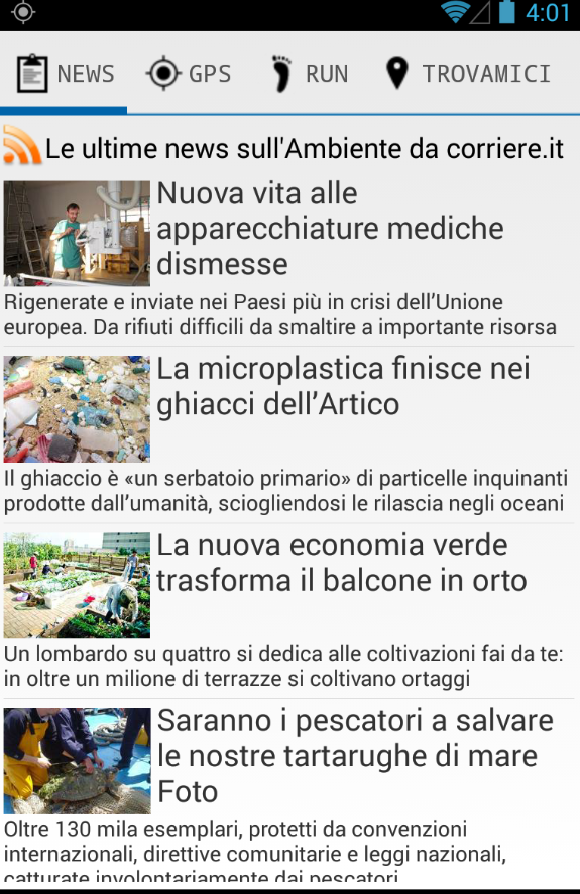 4:01
NEWS GPS RUN TROVAMICI
Le ultime news sull'Ambiente da corriere.it
Nuova vita alle
apparecchiature mediche
dismesse
Rigenerate e inviate nei Paesi più in crisi dell’Unione
europea. Da rifiuti difficili da smaltire a importante risorsa
La microplastica finisce nei
ghiacci dell’Artico
Il ghiaccio è «un serbatoio primario» di particelle inquinanti
prodotte dall’umanità, sciogliendosi le rilascia negli oceani
La nuova economia verde
trasforma il balcone in orto
Un lombardo su quattro si dedica alle coltivazioni fai da te:
in oltre un milione di terrazze si coltivano ortaggi
Saranno i pescatori a salvare
le nostre tartarughe di mare
Foto
Oltre 130 mila esemplari, protetti da convenzioni
internazionali, direttive comunitarie e leggi nazionali,
catturate involontariamente dai pescatori